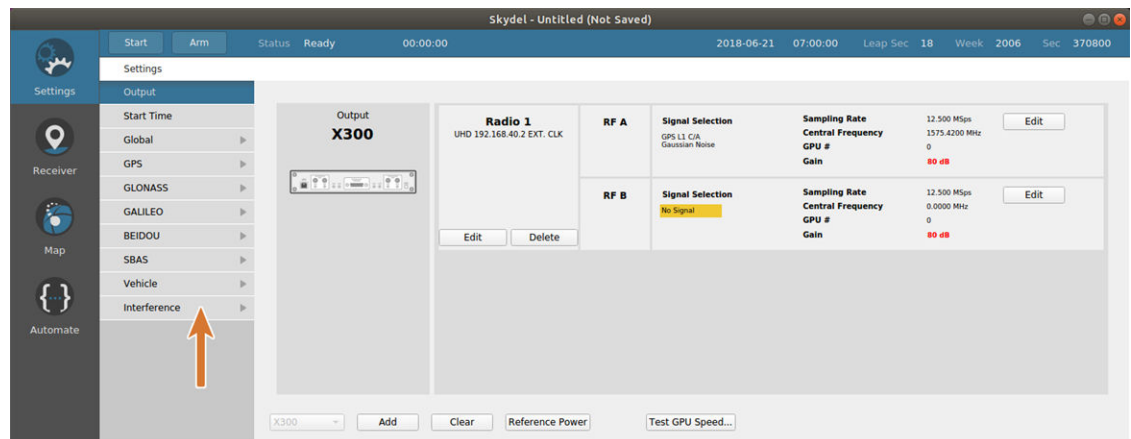 Skydel - Untitled (Not Saved)
Start Arm Status Ready 00:00:00 2018-06-21 07:00:00 Leap Sec 18 Week 2006 Sec 370800
Settings
Receiver
Map
Automate
Settings
Output
Start Time
Global
GPS
GLONASS
GALILEO
BEIDOU
SBAS
Vehicle
Interference
Output
X300
Radio 1
UHD 192.168.40.2 EXT. CLK
Edit Delete
RF A
Signal Selection
GPS L1 C/A
Gaussian Noise
Sampling Rate 12.500 MSps
Central Frequency 1575.4200 MHz
GPU # 0
Gain 80 dB
Edit
RF B
Signal Selection
No Signal
Sampling Rate 12.500 MSps
Central Frequency 0.0000 MHz
GPU # 0
Gain 80 dB
Edit
X300 Add Clear Reference Power Test GPU Speed...